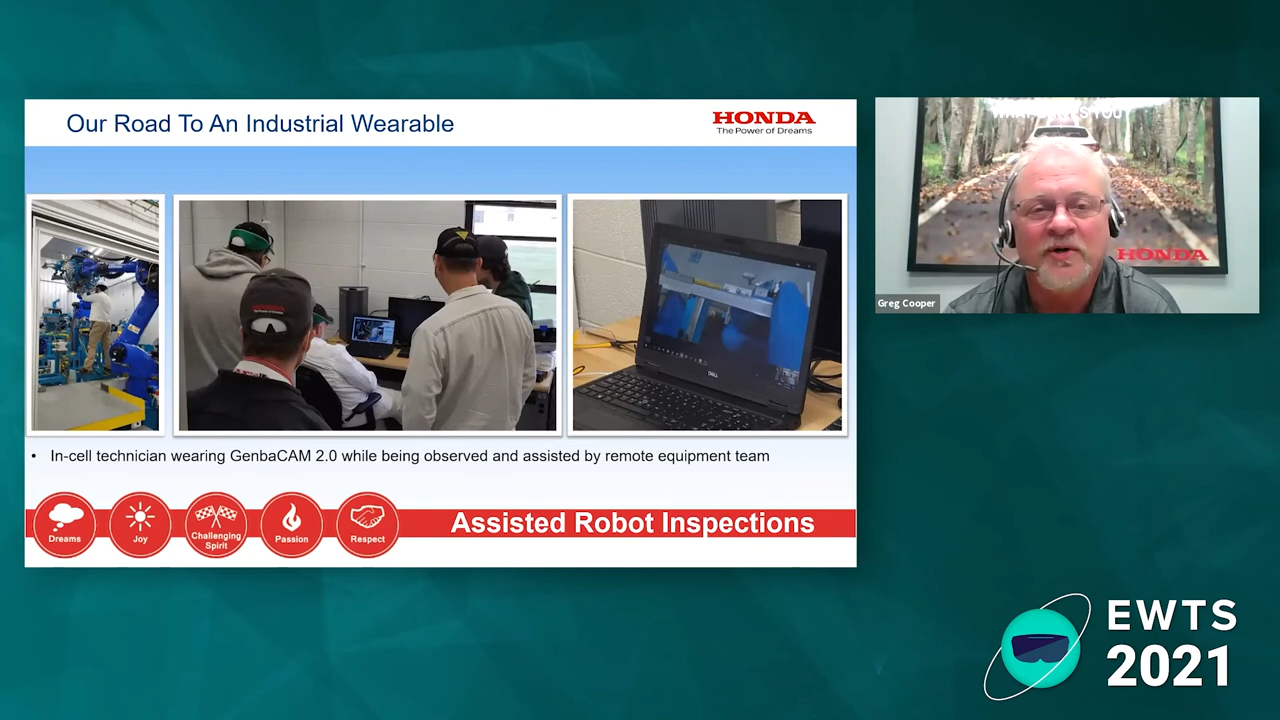 Our Road To An Industrial Wearable
HONDA
The Power of Dreams
HONDA
Greg Cooper
DELL
• In-cell technician wearing GenbaCAM 2.0 while being observed and assisted by remote equipment team
Dreams
Joy
Challenging
Spirit
Passion
Respect
Assisted Robot Inspections
EWTS
2021